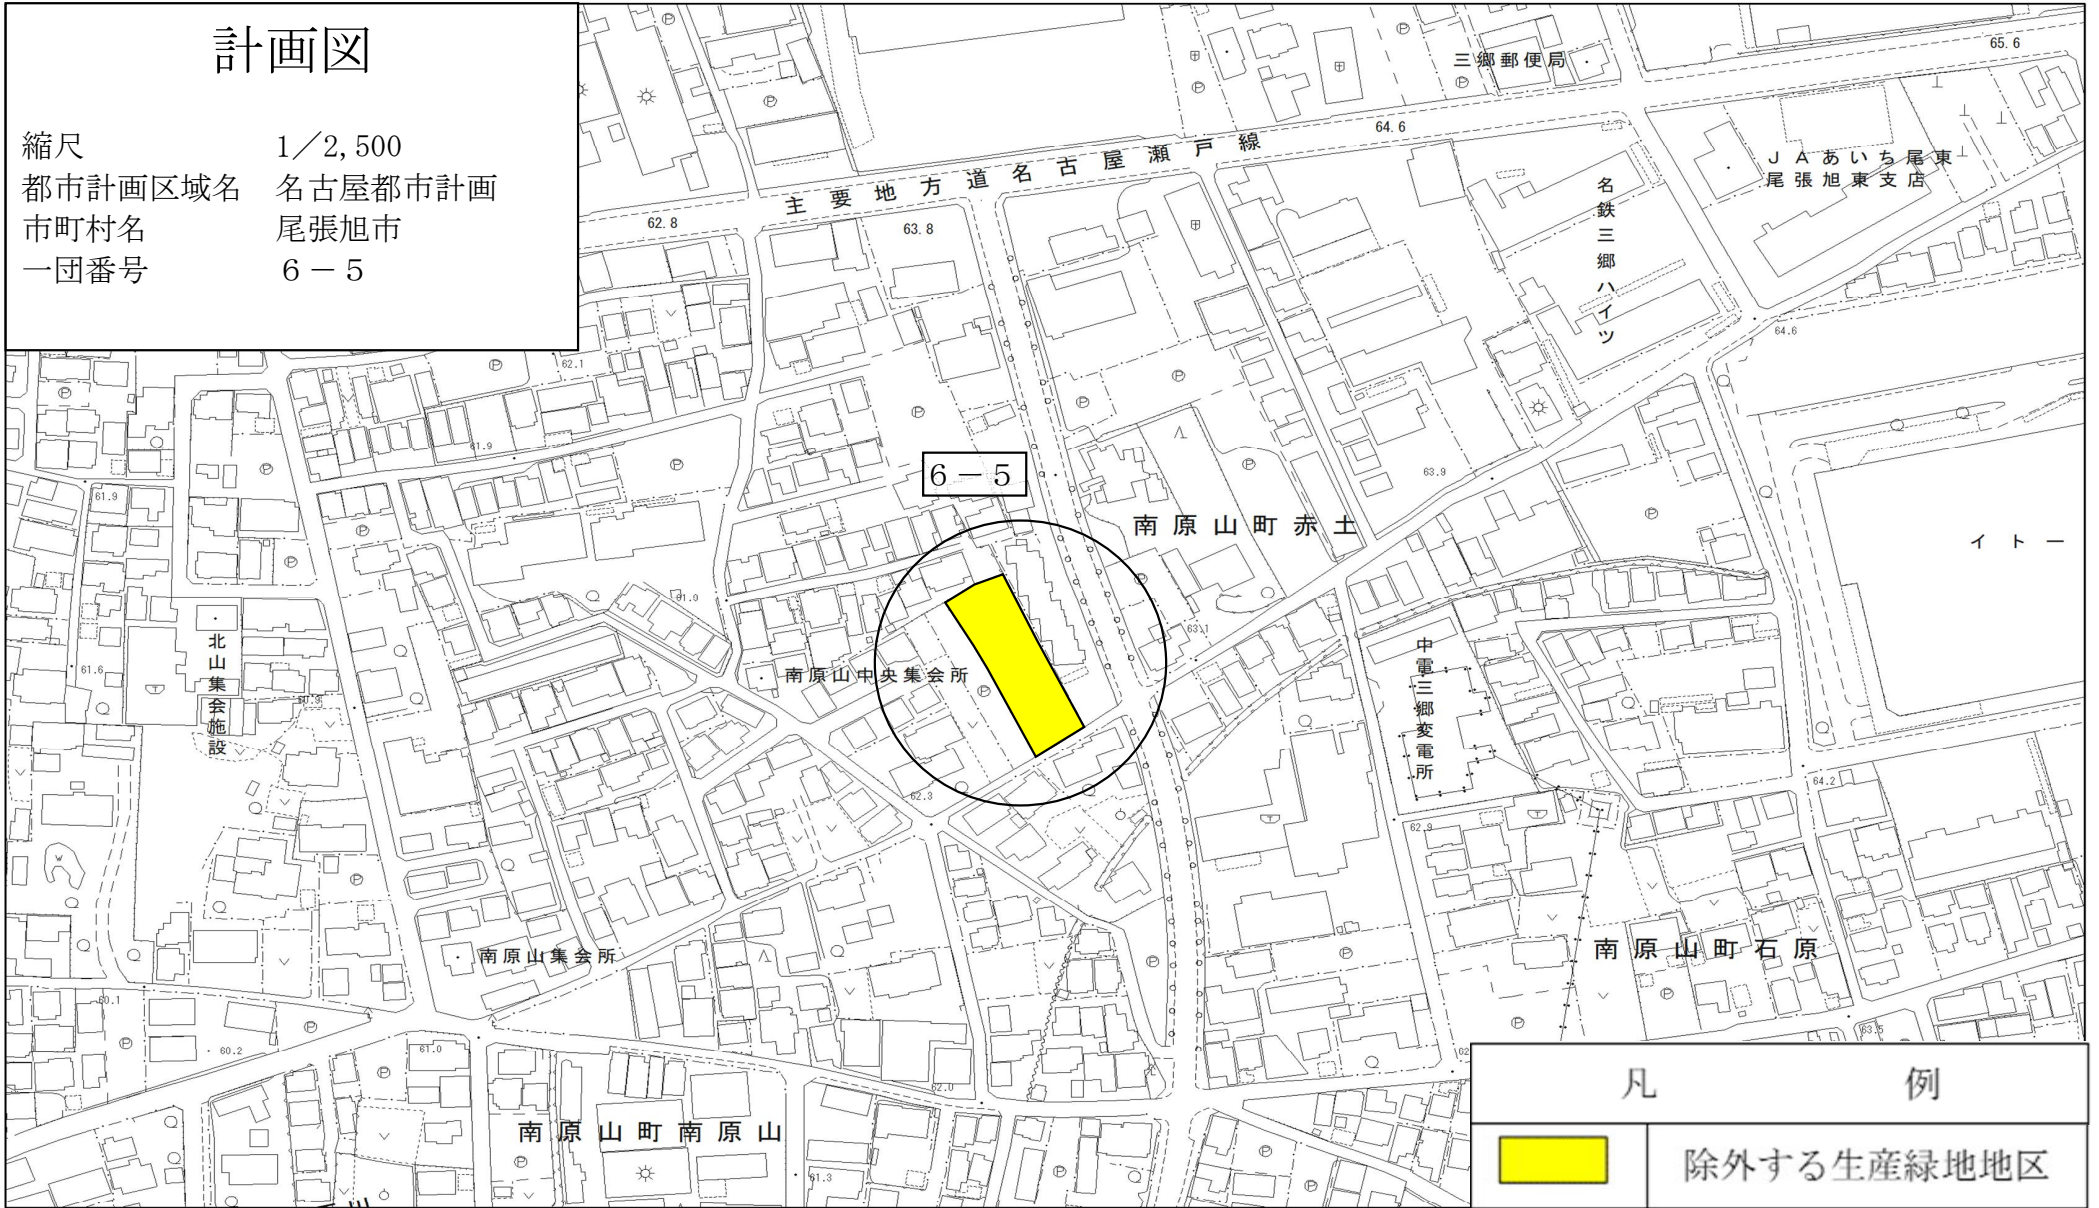 計画図
縮尺 1／2,500
都市計画区域名 名古屋都市計画
市町村名 尾張旭市
一団番号 6－5
65.6
三郷郵便局
64.6
主要地方道名古屋瀬戸線
JAあいち尾東
尾張旭東支店
名鉄三郷ハイツ
62.8
63.8
64.6
62.1
61.9
63.9
61.9
6－5
南原山町赤土
イトー
61.9
63.1
北山集会施設
南原山中央集会所
中電三郷変電所
61.6
60.9
62.3
64.2
62.9
W
南原山集会所
南原山町石原
60.1
60.2
61.0
63.5
62.0
南原山町南原山
61.3
凡例
除外する生産緑地地区